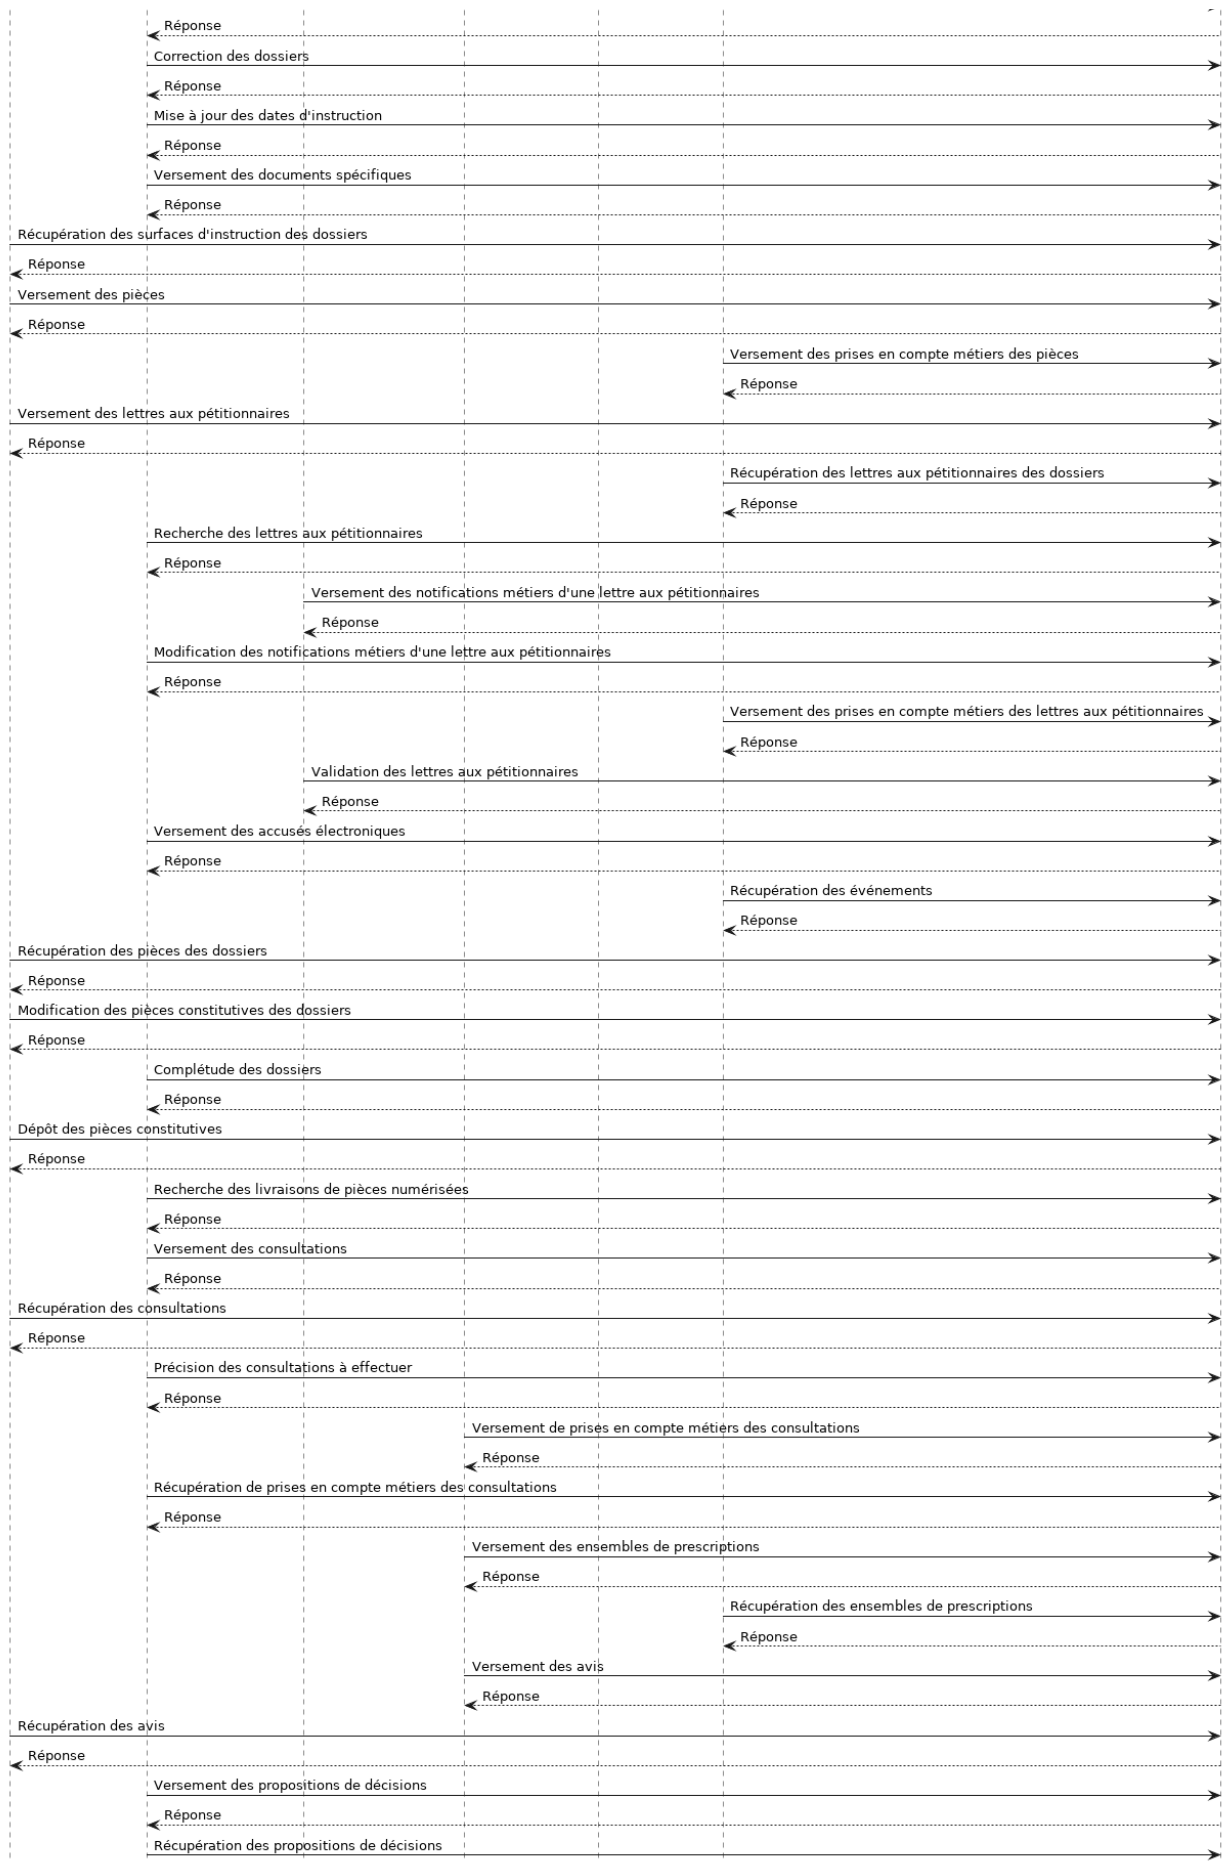 Réponse
Correction des dossiers
Réponse
Mise à jour des dates d'instruction
Réponse
Versement des documents spécifiques
Réponse
Récupération des surfaces d'instruction des dossiers
Réponse
Versement des pièces
Réponse
Versement des prises en compte métiers des pièces
Réponse
Versement des lettres aux pétitionnaires
Réponse
Récupération des lettres aux pétitionnaires des dossiers
Réponse
Recherche des lettres aux pétitionnaires
Réponse
Versement des notifications métiers d'une lettre aux pétitionnaires
Réponse
Modification des notifications métiers d'une lettre aux pétitionnaires
Réponse
Versement des prises en compte métiers des lettres aux pétitionnaires
Réponse
Validation des lettres aux pétitionnaires
Réponse
Versement des accusés électroniques
Réponse
Récupération des événements
Réponse
Récupération des pièces des dossiers
Réponse
Modification des pièces constitutives des dossiers
Réponse
Complétude des dossiers
Réponse
Dépôt des pièces constitutives
Réponse
Recherche des livraisons de pièces numérisées
Réponse
Versement des consultations
Réponse
Récupération des consultations
Réponse
Précision des consultations à effectuer
Réponse
Versement de prises en compte métiers des consultations
Réponse
Récupération de prises en compte métiers des consultations
Réponse
Versement des ensembles de prescriptions
Réponse
Récupération des ensembles de prescriptions
Réponse
Versement des avis
Réponse
Récupération des avis
Réponse
Versement des propositions de décisions
Réponse
Récupération des propositions de décisions